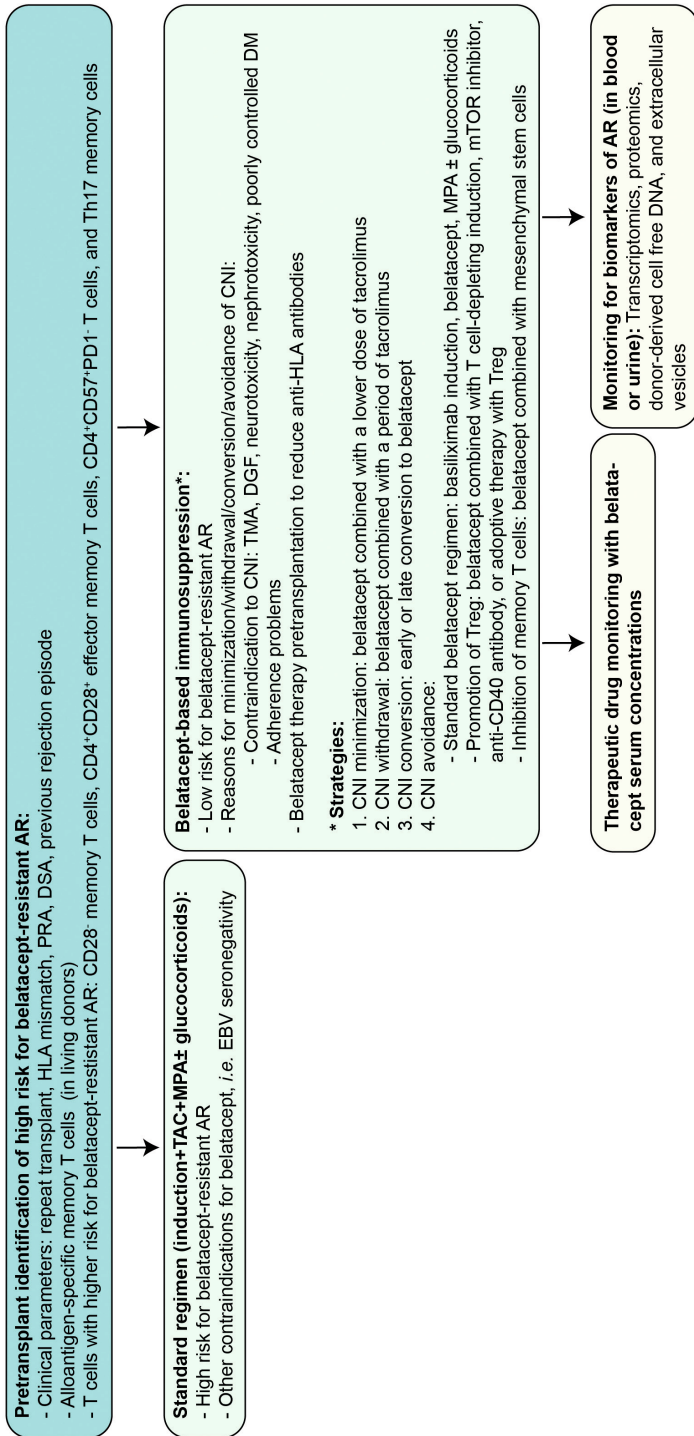 Pretransplant identification of high risk for belatacept-resistant AR:
- Clinical parameters: repeat transplant, HLA mismatch, PRA, DSA, previous rejection episode
- Alloantigen-specific memory T cells (in living donors)
- T cells with higher risk for belatacept-restistant AR: CD28⁻ memory T cells, CD4⁺CD28⁺ effector memory T cells, CD4⁺CD57⁺PD1⁻ T cells, and Th17 memory cells
Standard regimen (induction+TAC+MPA± glucocorticoids):
- High risk for belatacept-resistant AR
- Other contraindications for belatacept, i.e. EBV seronegativity
Belatacept-based immunosuppression*:
- Low risk for belatacept-resistant AR
- Reasons for minimization/withdrawal/conversion/avoidance of CNI:
- Contraindication to CNI: TMA, DGF, neurotoxicity, nephrotoxicity, poorly controlled DM
- Adherence problems
- Belatacept therapy pretransplantation to reduce anti-HLA antibodies
* Strategies:
1. CNI minimization: belatacept combined with a lower dose of tacrolimus
2. CNI withdrawal: belatacept combined with a period of tacrolimus
3. CNI conversion: early or late conversion to belatacept
4. CNI avoidance:
- Standard belatacept regimen: basiliximab induction, belatacept, MPA ± glucocorticoids
- Promotion of Treg: belatacept combined with T cell-depleting induction, mTOR inhibitor,
anti-CD40 antibody, or adoptive therapy with Treg
- Inhibition of memory T cells: belatacept combined with mesenchymal stem cells
Therapeutic drug monitoring with belata-
cept serum concentrations
Monitoring for biomarkers of AR (in blood
or urine): Transcriptomics, proteomics,
donor-derived cell free DNA, and extracellular
vesicles